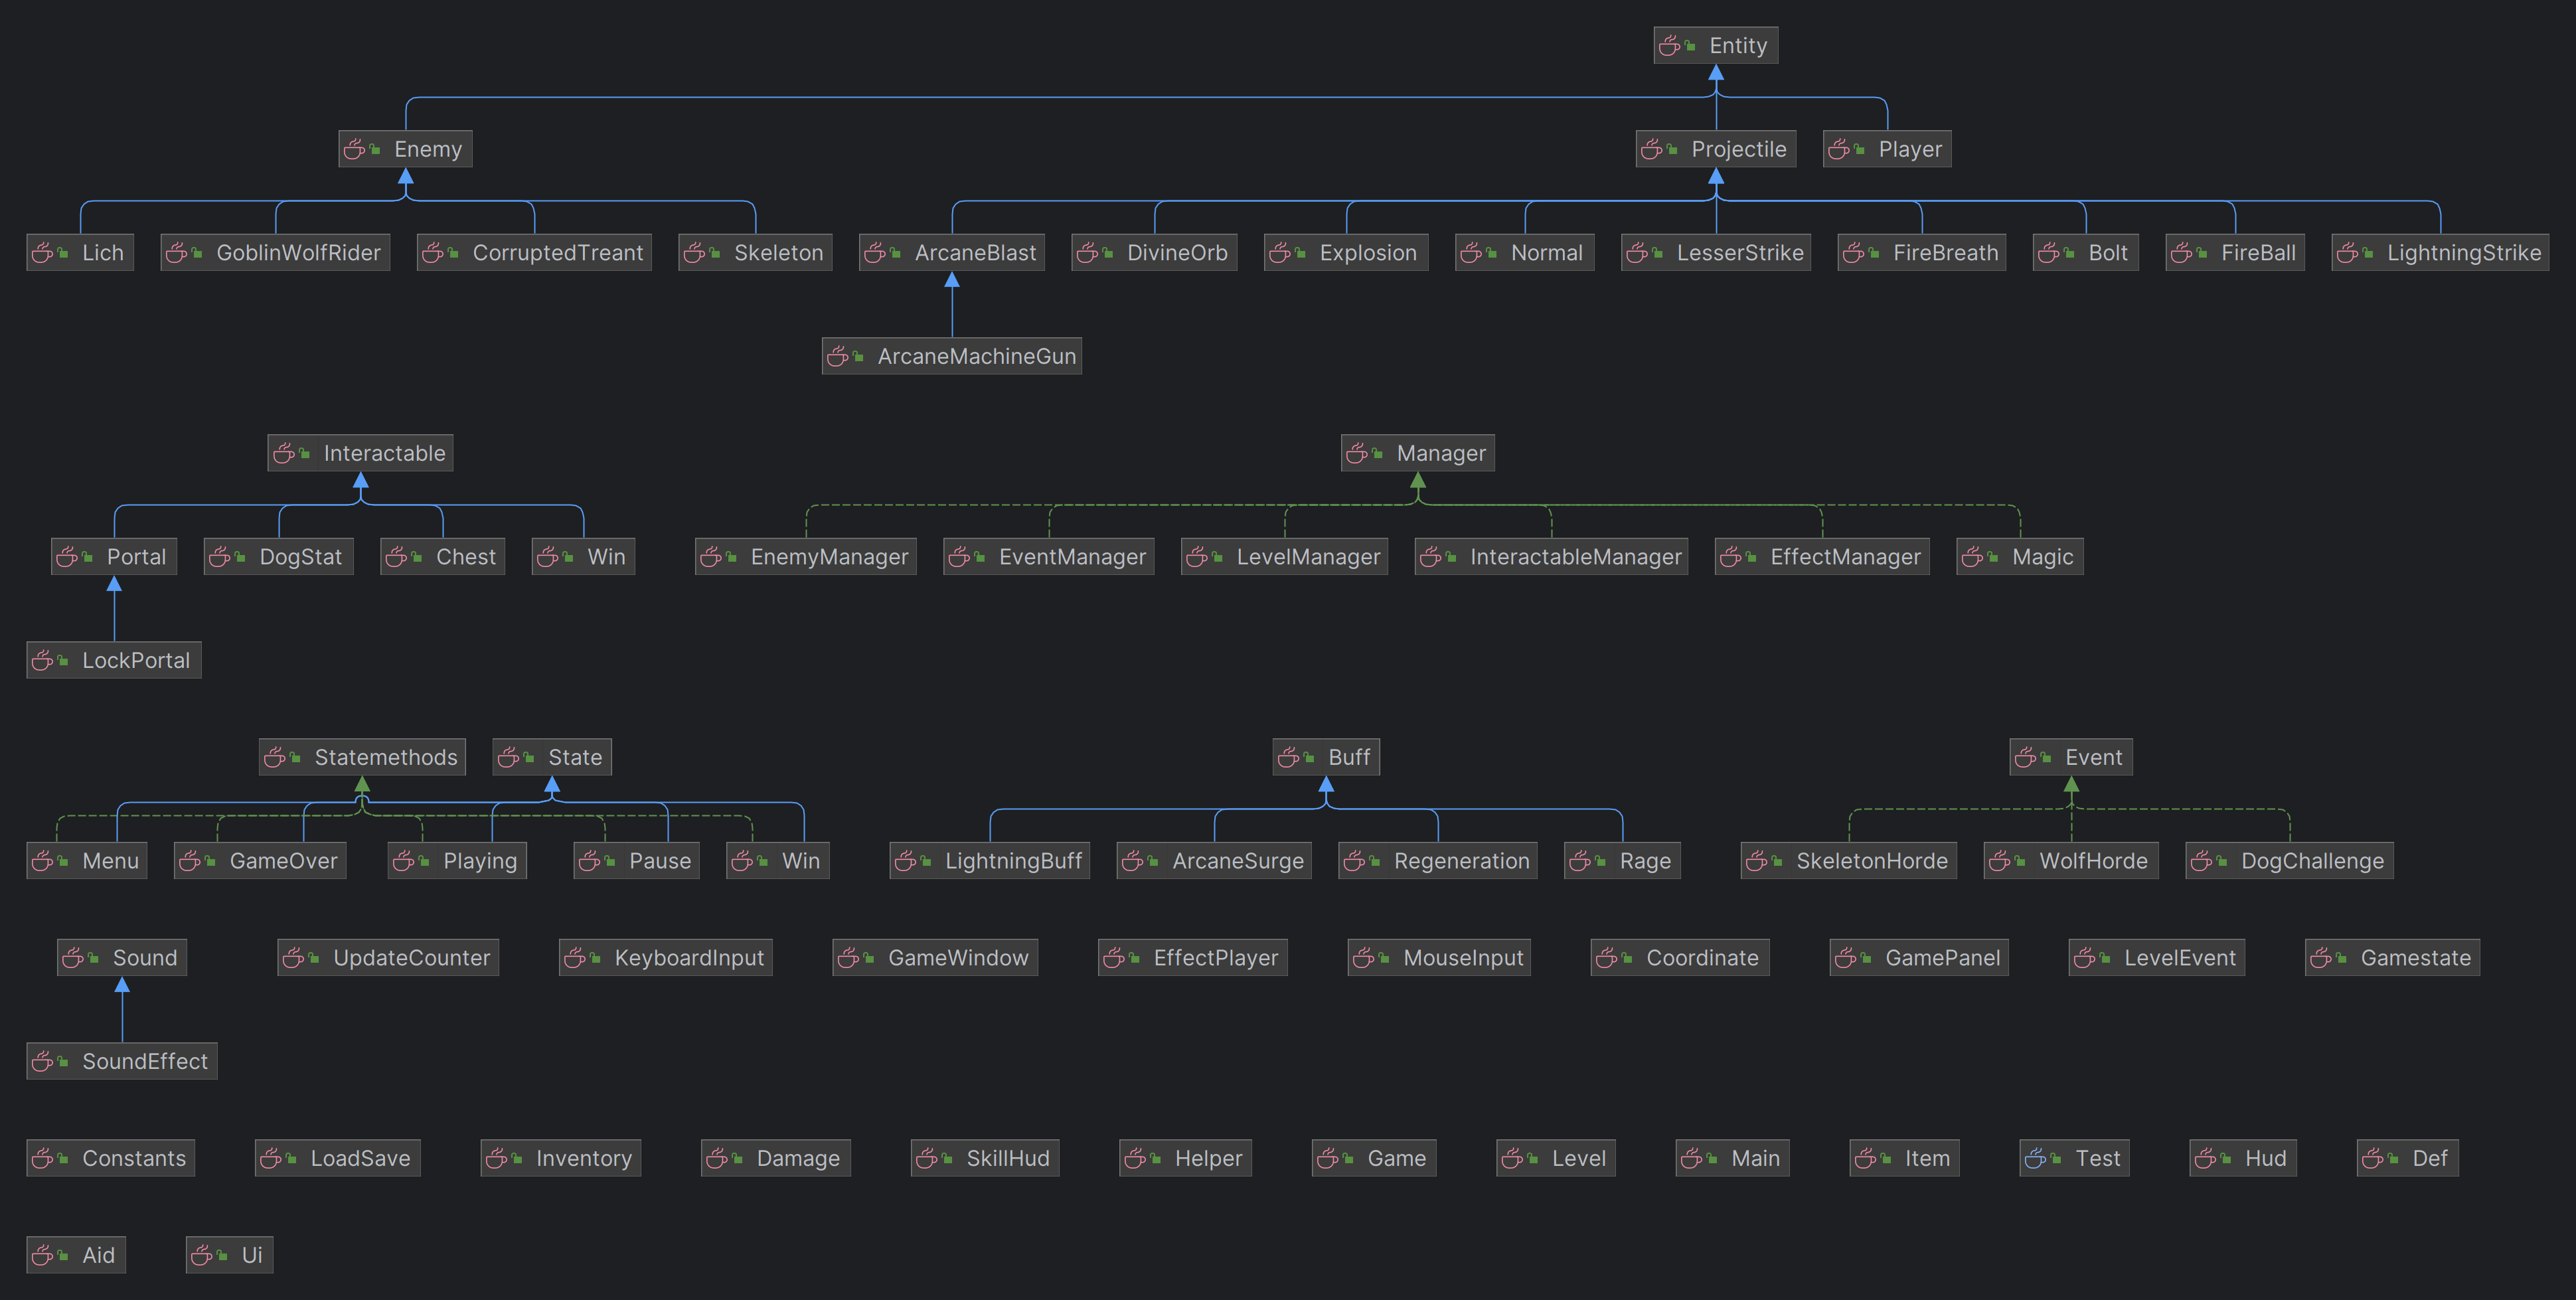 Entity
Enemy Projectile Player
Lich GoblinWolfRider CorruptedTreant Skeleton ArcaneBlast DivineOrb Explosion Normal LesserStrike FireBreath Bolt FireBall LightningStrike
ArcaneMachineGun
Interactable Manager
Portal DogStat Chest Win EnemyManager EventManager LevelManager InteractableManager EffectManager Magic
LockPortal
Statemethods State Buff Event
Menu GameOver Playing Pause Win LightningBuff ArcaneSurge Regeneration Rage SkeletonHorde WolfHorde DogChallenge
Sound UpdateCounter KeyboardInput GameWindow EffectPlayer MouseInput Coordinate GamePanel LevelEvent Gamestate
SoundEffect
Constants LoadSave Inventory Damage SkillHud Helper Game Level Main Item Test Hud Def
Aid Ui